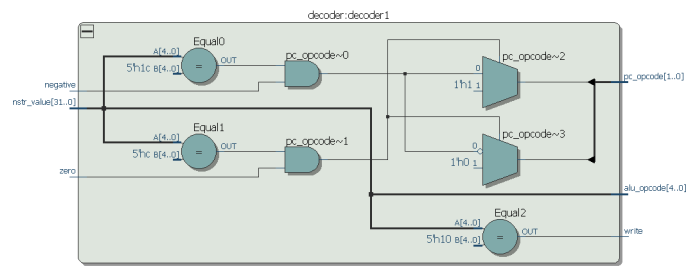 decoder:decoder1
Equal0
A[4..0]
OUT
5'h1c B[4..0]
=
pc_opcode~0
negative
nstr_value[31..0]
Equal1
A[4..0]
OUT
5'hc B[4..0]
=
pc_opcode~1
zero
pc_opcode~2
0
1'h1 1
pc_opcode[1..0]
pc_opcode~3
0
1'h0 1
alu_opcode[4..0]
Equal2
A[4..0]
OUT
5'h10 B[4..0]
=
write